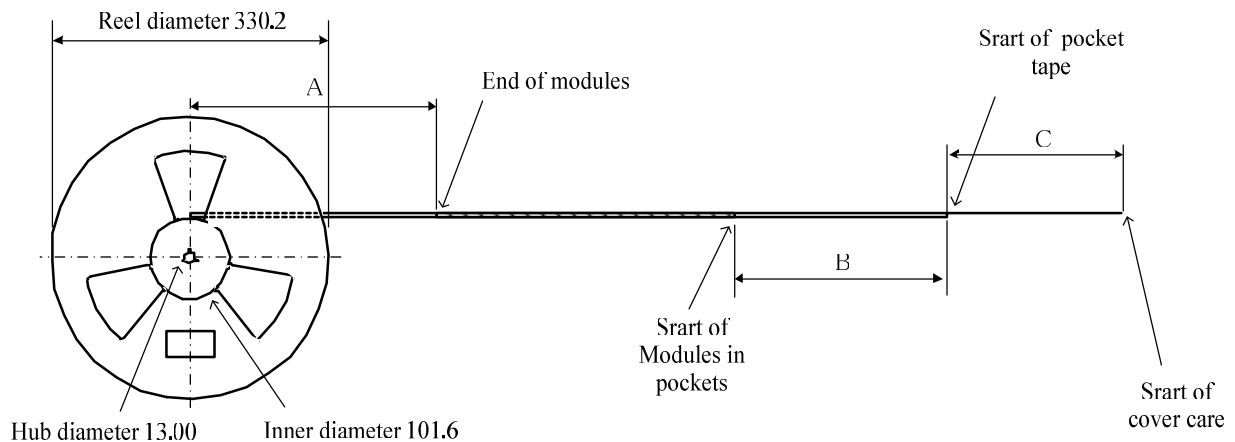 Reel diameter 330.2
A
End of modules
Srart of pocket
tape
C
B
Srart of
Modules in
pockets
Srart of
cover care
Hub diameter 13.00
Inner diameter 101.6